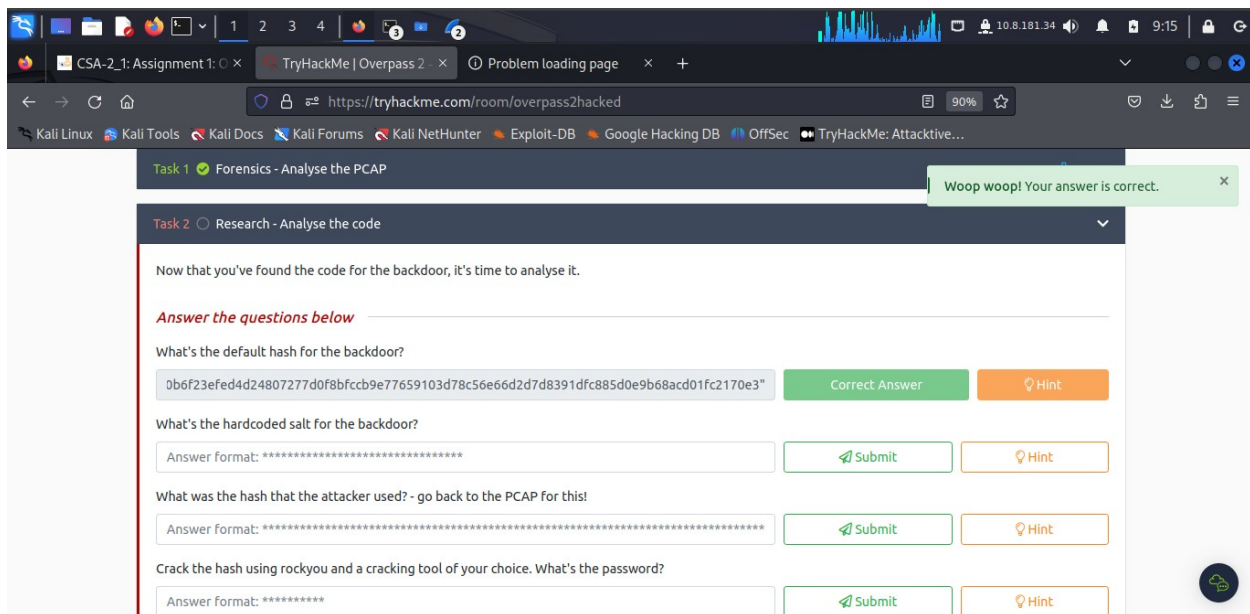 1 2 3 4 3 2 10.8.181.34 9:15
CSA-2_1: Assignment 1: O TryHackMe | Overpass 2 - Problem loading page
https://tryhackme.com/room/overpass2hacked 90%
Kali Linux Kali Tools Kali Docs Kali Forums Kali NetHunter Exploit-DB Google Hacking DB OffSec TryHackMe: Attacktive…
Task 1 Forensics - Analyse the PCAP
Woop woop! Your answer is correct.
Task 2 Research - Analyse the code
Now that you've found the code for the backdoor, it's time to analyse it.
Answer the questions below
What's the default hash for the backdoor?
0b6f23efed4d24807277d0f8bfccb9e77659103d78c56e66d2d7d8391dfc885d0e9b68acd01fc2170e3" Correct Answer Hint
What's the hardcoded salt for the backdoor?
Answer format: ******************************** Submit Hint
What was the hash that the attacker used? - go back to the PCAP for this!
Answer format: ******************************************************************************** Submit Hint
Crack the hash using rockyou and a cracking tool of your choice. What's the password?
Answer format: ********** Submit Hint